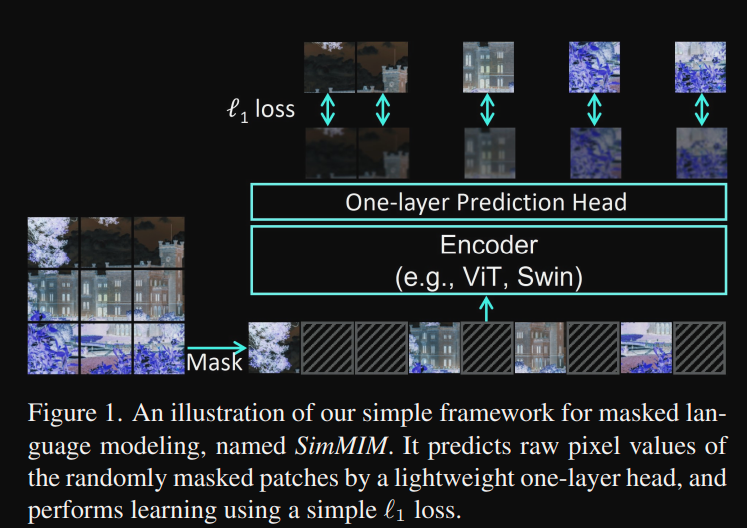 ℓ₁ loss
One-layer Prediction Head
Encoder
(e.g., ViT, Swin)
Mask
Figure 1. An illustration of our simple framework for masked lan-
guage modeling, named SimMIM. It predicts raw pixel values of
the randomly masked patches by a lightweight one-layer head, and
performs learning using a simple ℓ₁ loss.